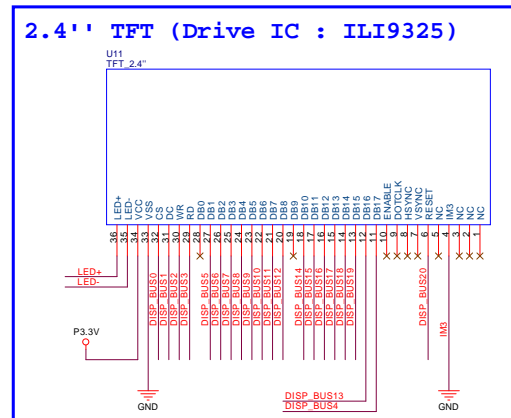 2.4'' TFT (Drive IC : ILI9325)
U11
TFT_2.4"
LED+
LED-
VCC
VSS
CS
DC
WR
RD
DB0
DB1
DB2
DB3
DB4
DB5
DB6
DB7
DB8
DB9
DB10
DB11
DB12
DB13
DB14
DB15
DB16
DB17
ENABLE
DOTCLK
HSYNC
VSYNC
RESET
NC
IM3
NC
NC
NC
36
35
34
33
32
31
30
29
28
27
26
25
24
23
22
21
20
19
18
17
16
15
14
13
12
11
10
9
8
7
6
5
4
3
2
1
LED+
LED-
DISP_BUS0
DISP_BUS1
DISP_BUS2
DISP_BUS3
DISP_BUS5
DISP_BUS6
DISP_BUS7
DISP_BUS8
DISP_BUS9
DISP_BUS10
DISP_BUS11
DISP_BUS12
DISP_BUS14
DISP_BUS15
DISP_BUS16
DISP_BUS17
DISP_BUS18
DISP_BUS19
DISP_BUS20
IM3
P3.3V
DISP_BUS13
DISP_BUS4
GND
GND